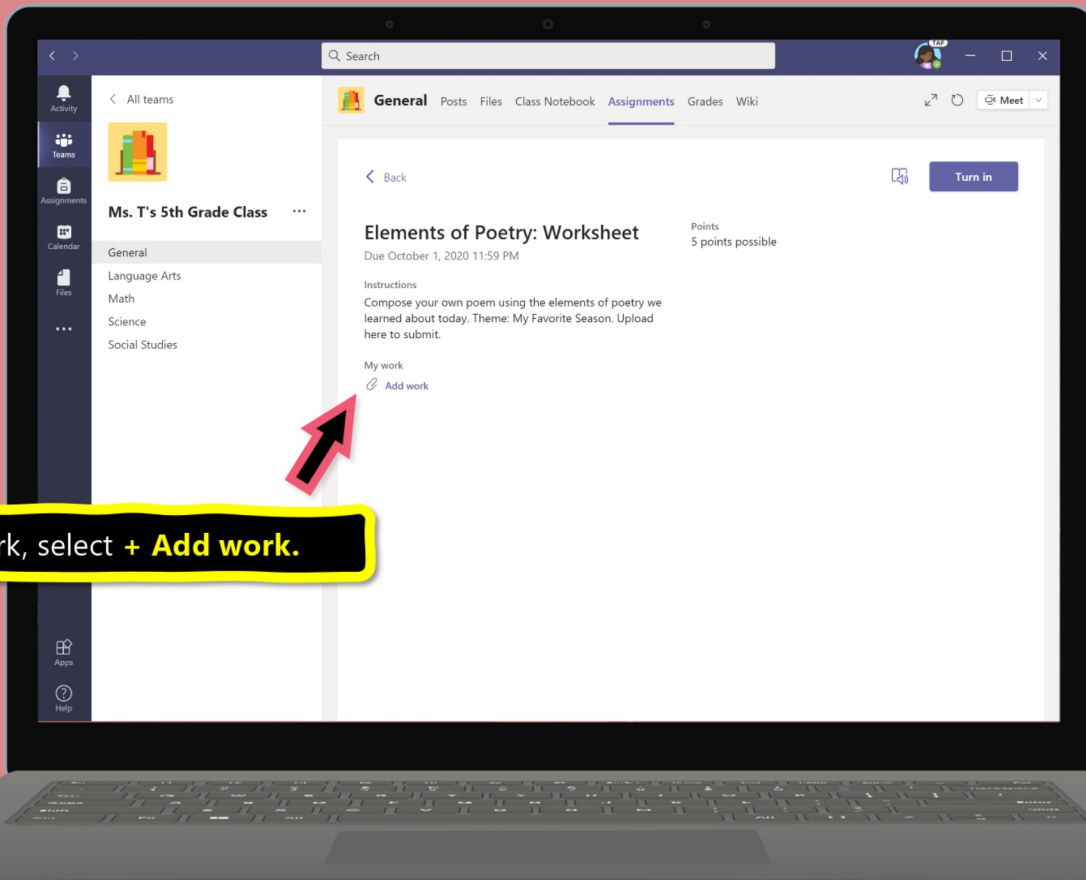 Search
TAP
Activity
Teams
Assignments
Calendar
Files
Apps
Help
All teams
Ms. T's 5th Grade Class
General
Language Arts
Math
Science
Social Studies
General Posts Files Class Notebook Assignments Grades Wiki
Meet
Back
Turn in
Elements of Poetry: Worksheet
Due October 1, 2020 11:59 PM
Points
5 points possible
Instructions
Compose your own poem using the elements of poetry we
learned about today. Theme: My Favorite Season. Upload
here to submit.
My work
Add work
rk, select + Add work.